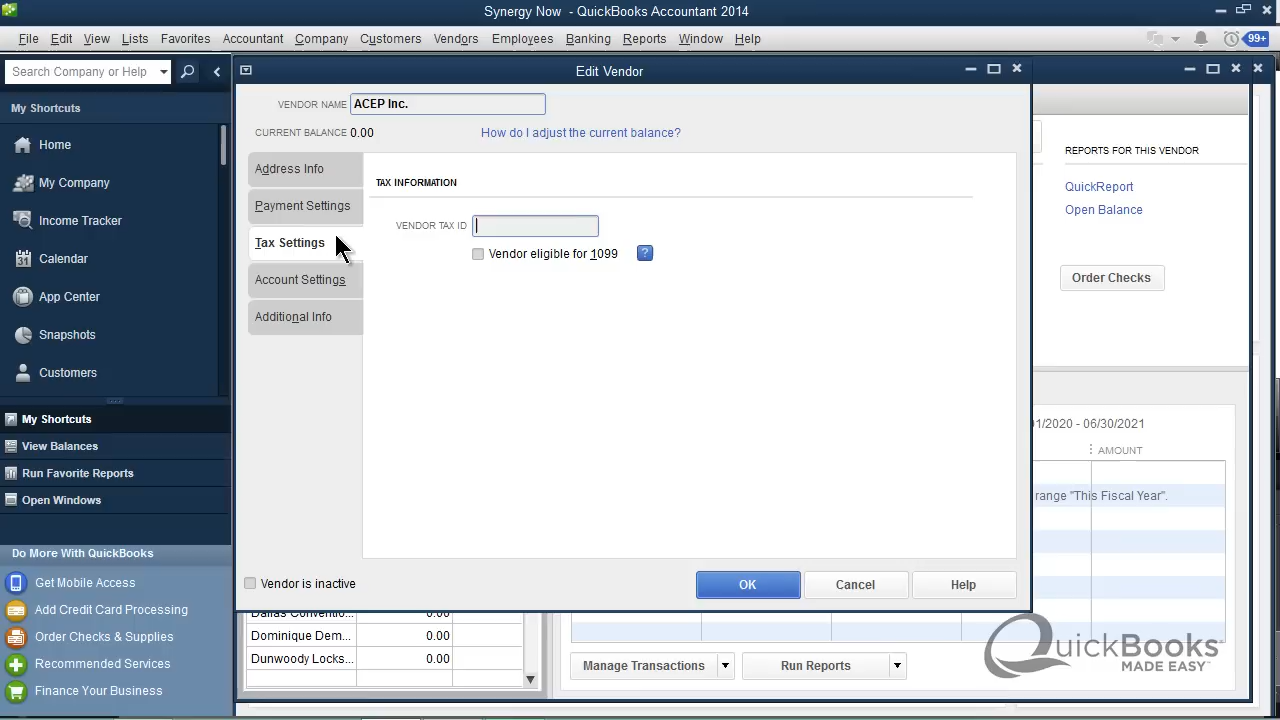 Synergy Now - QuickBooks Accountant 2014
File Edit View Lists Favorites Accountant Company Customers Vendors Employees Banking Reports Window Help
99+
Search Company or Help
My Shortcuts
Home
My Company
Income Tracker
31
Calendar
App Center
Snapshots
Customers
My Shortcuts
View Balances
Run Favorite Reports
Open Windows
Do More With QuickBooks
Get Mobile Access
Add Credit Card Processing
Order Checks & Supplies
Recommended Services
Finance Your Business
Edit Vendor
VENDOR NAME ACEP Inc.
CURRENT BALANCE 0.00
How do I adjust the current balance?
Address Info
Payment Settings
Tax Settings
Account Settings
Additional Info
TAX INFORMATION
VENDOR TAX ID
Vendor eligible for 1099 ?
Vendor is inactive
OK Cancel Help
REPORTS FOR THIS VENDOR
QuickReport
Open Balance
Order Checks
01/2020 - 06/30/2021
AMOUNT
range "This Fiscal Year".
Dallas Conventio... 0.00
Dominique Dem... 0.00
Dunwoody Locks... 0.00
Manage Transactions Run Reports
QuickBooks
MADE EASY